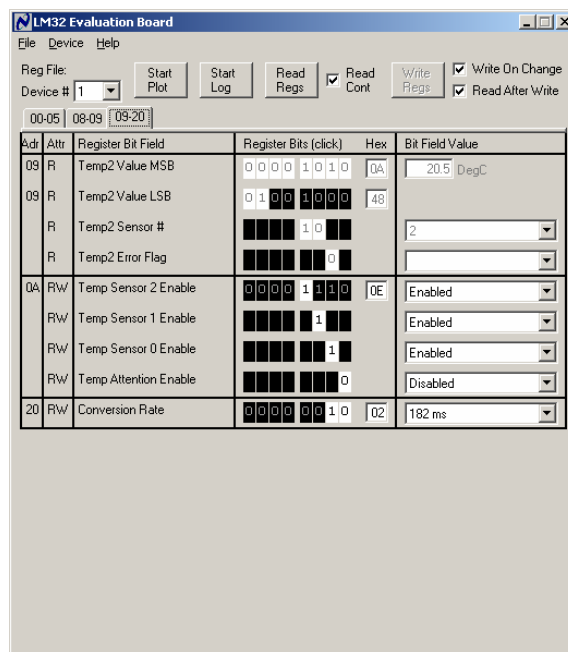 LM32 Evaluation Board
File Device Help
Reg File:
Device # 1
Start Plot
Start Log
Read Regs
Read Cont
Write Regs
Write On Change
Read After Write
00-05 08-09 09-20
Adr Attr Register Bit Field Register Bits (click) Hex Bit Field Value
09 R Temp2 Value MSB 0 0 0 0 1 0 1 0 0A 20.5 DegC
09 R Temp2 Value LSB 0 1 0 0 1 0 0 0 48
R Temp2 Sensor # 1 0 2
R Temp2 Error Flag 0
0A RW Temp Sensor 2 Enable 0 0 0 0 1 1 1 0 0E Enabled
RW Temp Sensor 1 Enable 1 Enabled
RW Temp Sensor 0 Enable 1 Enabled
RW Temp Attention Enable 0 Disabled
20 RW Conversion Rate 0 0 0 0 0 0 1 0 02 182 ms